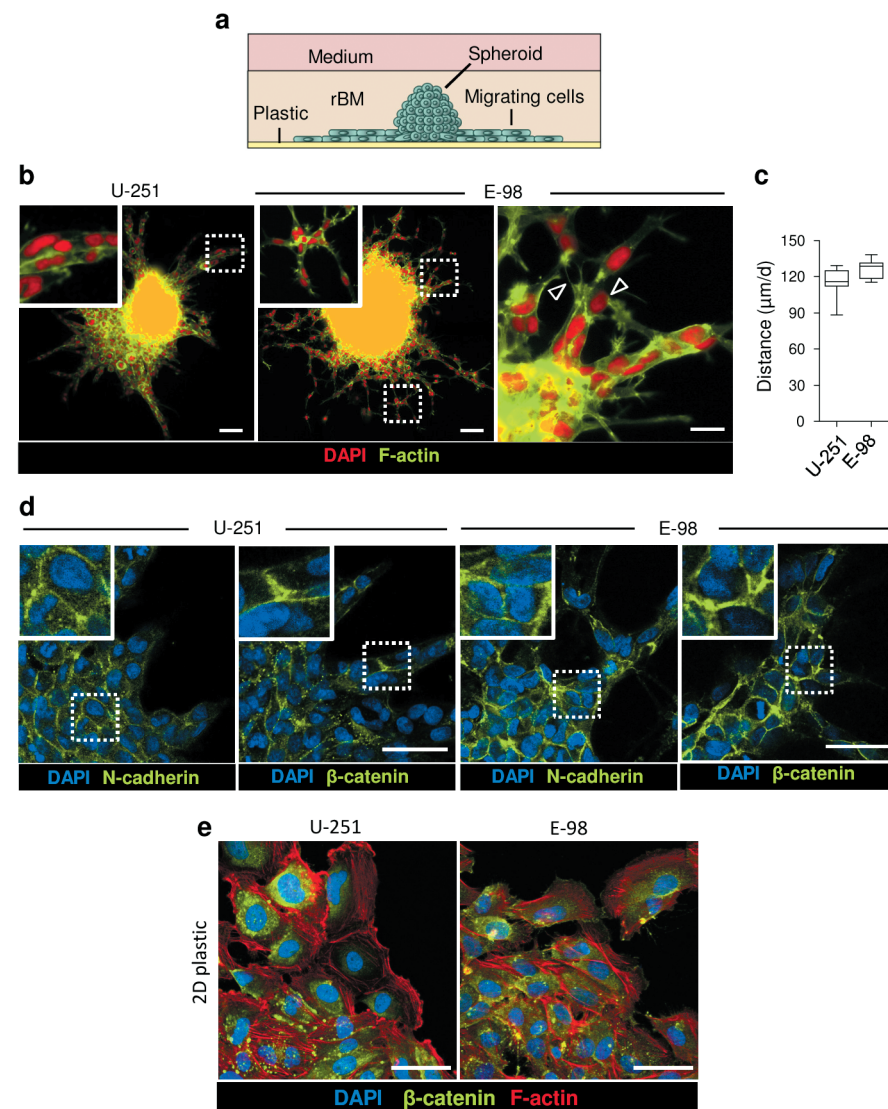 a
Medium
Spheroid
rBM
Migrating cells
Plastic
b
U-251
E-98
DAPI F-actin
c
Distance (µm/d)
150
120
90
60
30
0
U-251
E-98
d
U-251
E-98
DAPI N-cadherin
DAPI β-catenin
DAPI N-cadherin
DAPI β-catenin
e
U-251
E-98
2D plastic
DAPI β-catenin F-actin